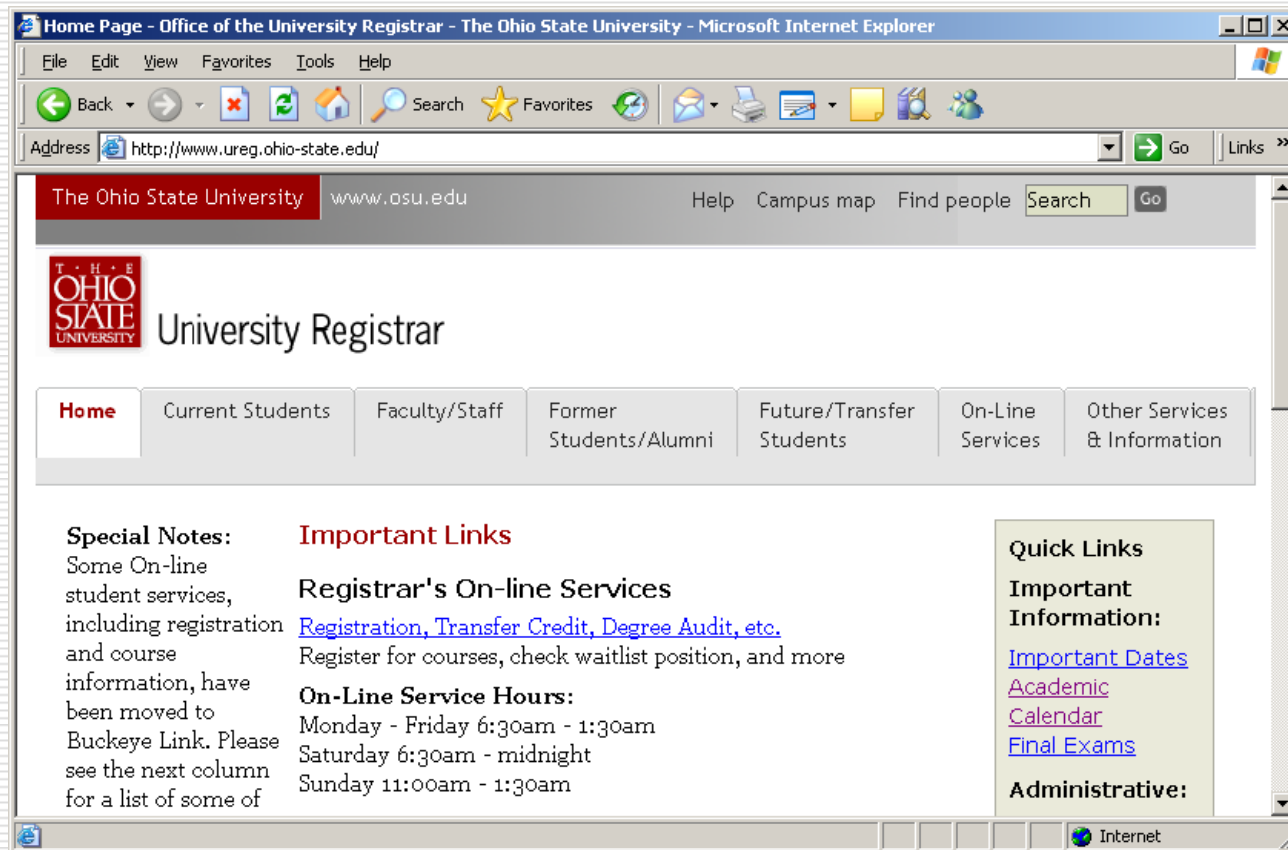 Home Page - Office of the University Registrar - The Ohio State University - Microsoft Internet Explorer
File Edit View Favorites Tools Help
Back Search Favorites
Address http://www.ureg.ohio-state.edu/ Go Links »
The Ohio State University www.osu.edu Help Campus map Find people Search Go
T · H · E
OHIO
STATE
UNIVERSITY
University Registrar
Home
Current Students
Faculty/Staff
Former
Students/Alumni
Future/Transfer
Students
On-Line
Services
Other Services
& Information
Special Notes:
Some On-line
student services,
including registration
and course
information, have
been moved to
Buckeye Link. Please
see the next column
for a list of some of
Important Links
Registrar's On-line Services
Registration, Transfer Credit, Degree Audit, etc.
Register for courses, check waitlist position, and more
On-Line Service Hours:
Monday - Friday 6:30am - 1:30am
Saturday 6:30am - midnight
Sunday 11:00am - 1:30am
Quick Links
Important
Information:
Important Dates
Academic
Calendar
Final Exams
Administrative:
Internet